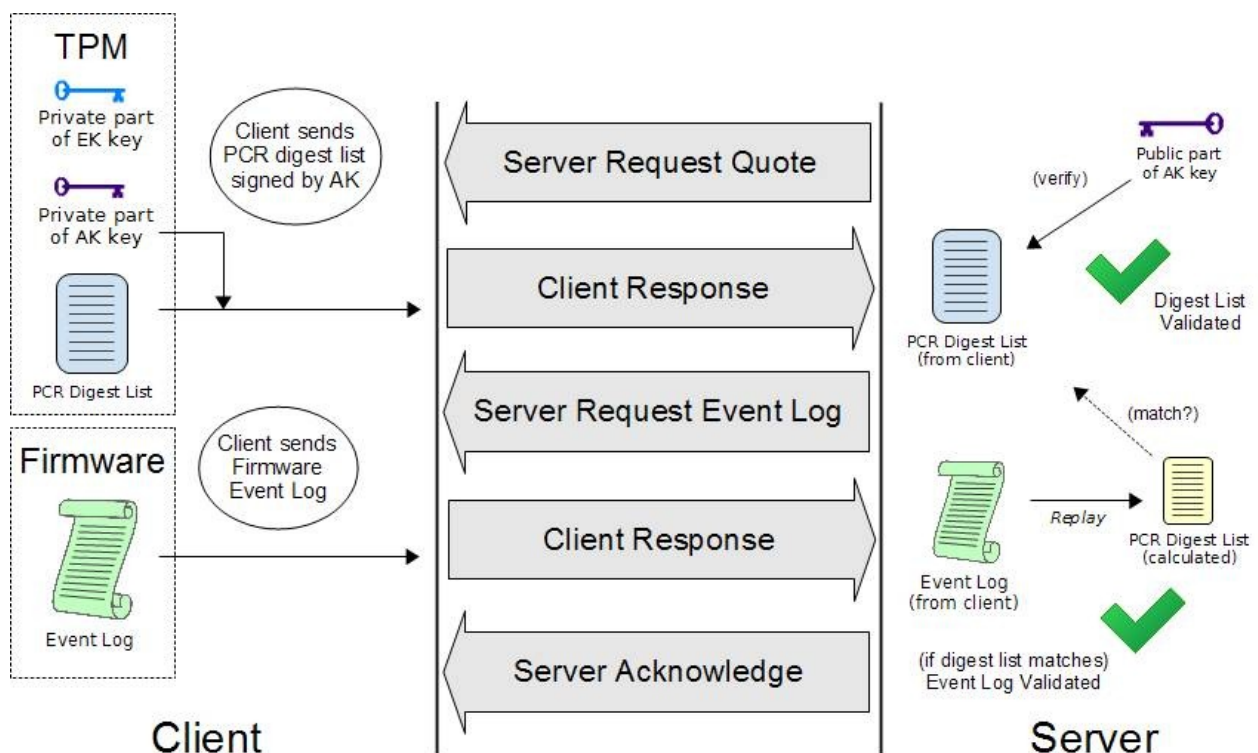 TPM
Private part
of EK key
Private part
of AK key
PCR Digest List
Client sends
PCR digest list
signed by AK
Firmware
Event Log
Client sends
Firmware
Event Log
Client
Server Request Quote
Client Response
Server Request Event Log
Client Response
Server Acknowledge
Public part
of AK key
(verify)
Digest List
Validated
PCR Digest List
(from client)
(match?)
Replay
PCR Digest List
(calculated)
Event Log
(from client)
(if digest list matches)
Event Log Validated
Server